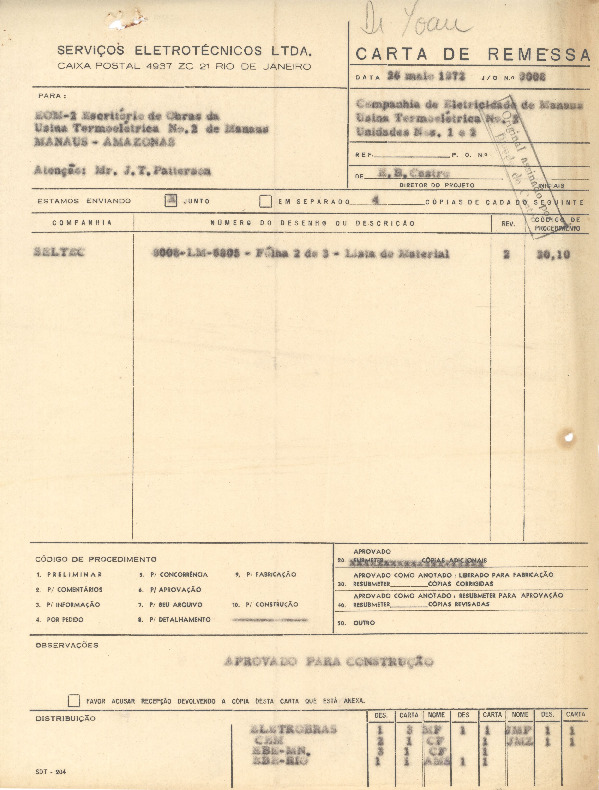 Dr Yoau
SERVIÇOS ELETROTÉCNICOS LTDA.
CAIXA POSTAL 4937 ZC 21 RIO DE JANEIRO
CARTA DE REMESSA
DATA 26 maio 1972 J/O N.º 9008
PARA:
EOM-2 Escritório de Obras da
Usina Termoelétrica No.2 de Manaus
MANAUS - AMAZONAS
Atenção: Mr. J.T.Patterson
Companhia de Eletricidade de Manaus
Usina Termoelétrica No. 2
Unidades Nos. 1 e 2
REF. P. O. Nº
DE E.B.Castro
DIRETOR DO PROJETO INICIAIS
Original assinado por
ESTAMOS ENVIANDO X JUNTO EM SEPARADO 4 CÓPIAS DE CADA DO SEGUINTE
COMPANHIA NÚMERO DO DESENHO OU DESCRIÇÃO REV. CÓDIGO DE PROCEDIMENTO
SELTEC 9008-LM-6805 - Fôlha 2 de 3 - Lista de Material 2 20,10
CÓDIGO DE PROCEDIMENTO
1. PRELIMINAR 5. P/ CONCORRÊNCIA 9. P/ FABRICAÇÃO
2. P/ COMENTÁRIOS 6. P/ APROVAÇÃO
3. P/ INFORMAÇÃO 7. P/ SEU ARQUIVO 10. P/ CONSTRUÇÃO
4. POR PEDIDO 8. P/ DETALHAMENTO
APROVADO
20. SUBMETER CÓPIAS ADICIONAIS
APROVADO COMO ANOTADO: LIBERADO PARA FABRICAÇÃO
30. RESUBMETER CÓPIAS CORRIGIDAS
APROVADO COMO ANOTADO: RESUBMETER PARA APROVAÇÃO
40. RESUBMETER CÓPIAS REVISADAS
50. OUTRO
OBSERVAÇÕES
APROVADO PARA CONSTRUÇÃO
FAVOR ACUSAR RECEPÇÃO DEVOLVENDO A CÓPIA DESTA CARTA QUE ESTÁ ANEXA.
DISTRIBUIÇÃO DES. CARTA NOME DES CARTA NOME DES. CARTA
ELETROBRAS 1 3 MF 1 1 JMP 1 1
CEM 2 1 CF 1 JMZ 1 1
EBE-MN. 3 1 CF 1
EBE-RIO 1 1 AMS 1 1
SDT - 204